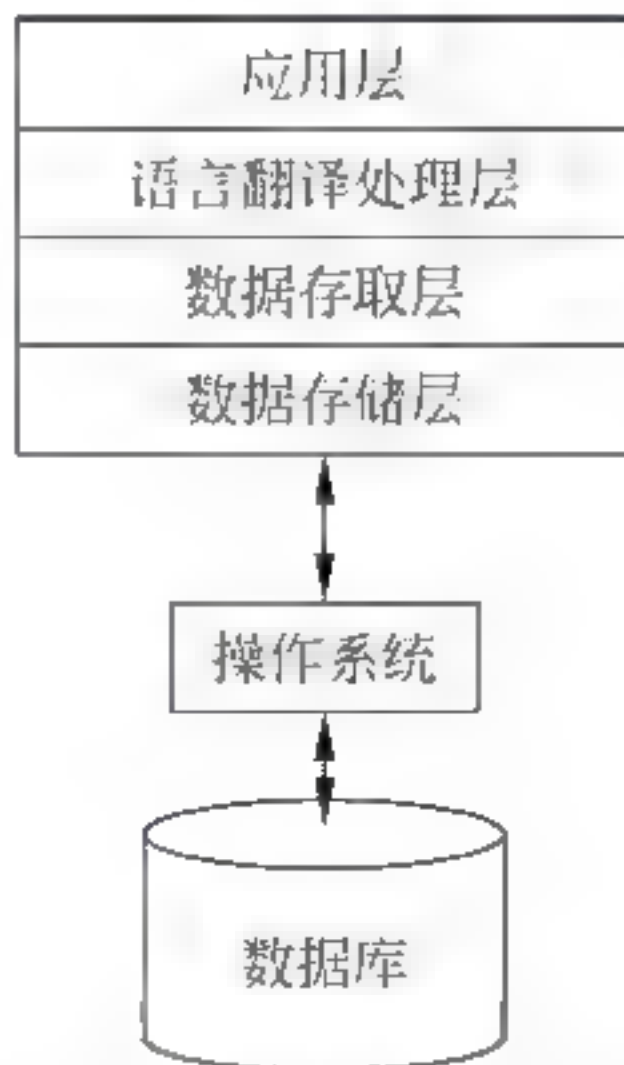 应用层
语言翻译处理层
数据存取层
数据存储层
操作系统
数据库